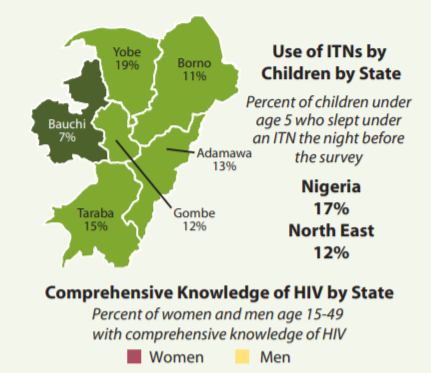 Yobe
19%
Borno
11%
Bauchi
7%
Adamawa
13%
Gombe
12%
Taraba
15%
Use of ITNs by
Children by State
Percent of children under
age 5 who slept under
an ITN the night before
the survey
Nigeria
17%
North East
12%
Comprehensive Knowledge of HIV by State
Percent of women and men age 15-49
with comprehensive knowledge of HIV
Women Men